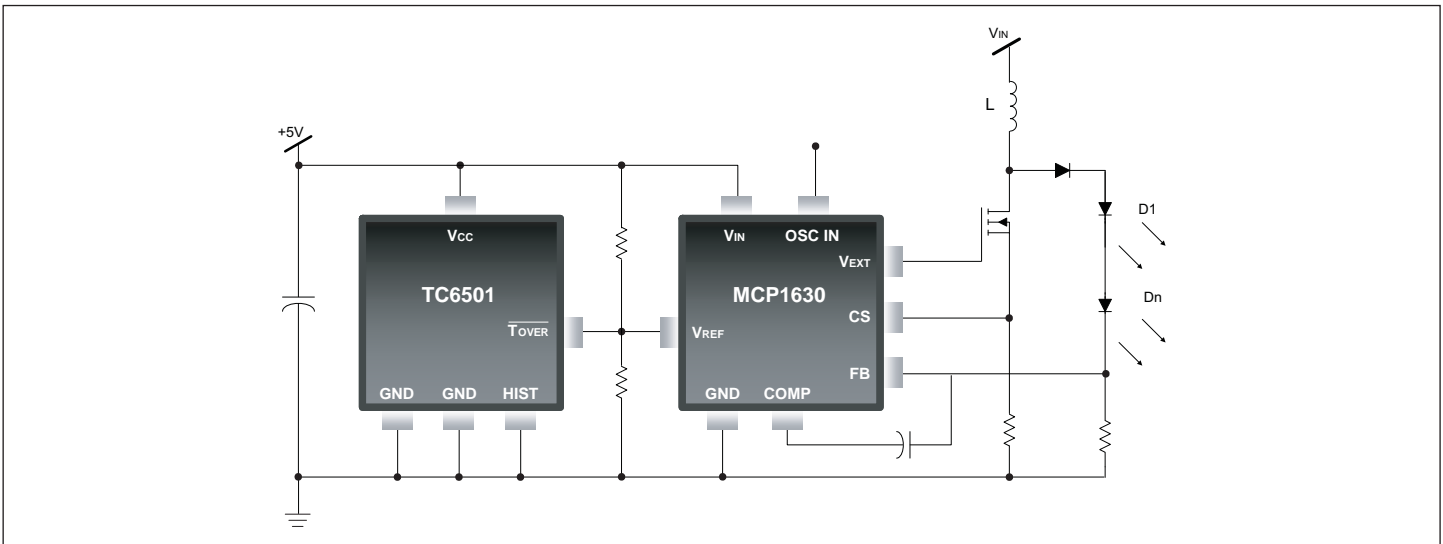 VIN
L
+5V
VCC
TC6501
TOVER
GND GND HIST
VIN OSC IN
VEXT
MCP1630
CS
VREF
FB
GND COMP
D1
Dn